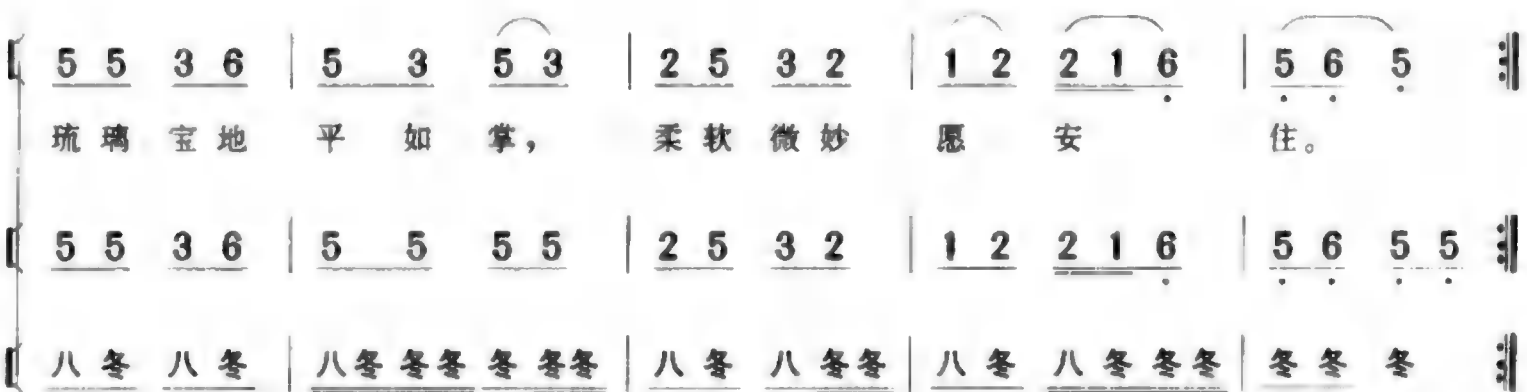 5 5 3 6 | 5 3 5 3 | 2 5 3 2 | 1 2 2 1 6̣ | 5̣ 6̣ 5̣ :‖
琉璃 宝地 平 如 掌， 柔软 微妙 愿 安 住。
5 5 3 6 | 5 5 5 5 | 2 5 3 2 | 1 2 2 1 6̣ | 5̣ 6̣ 5̣ 5̣ :‖
八冬 八冬 | 八冬冬冬 冬冬冬 | 八冬 八冬冬 | 八冬 八冬冬冬 | 冬冬 冬 :‖